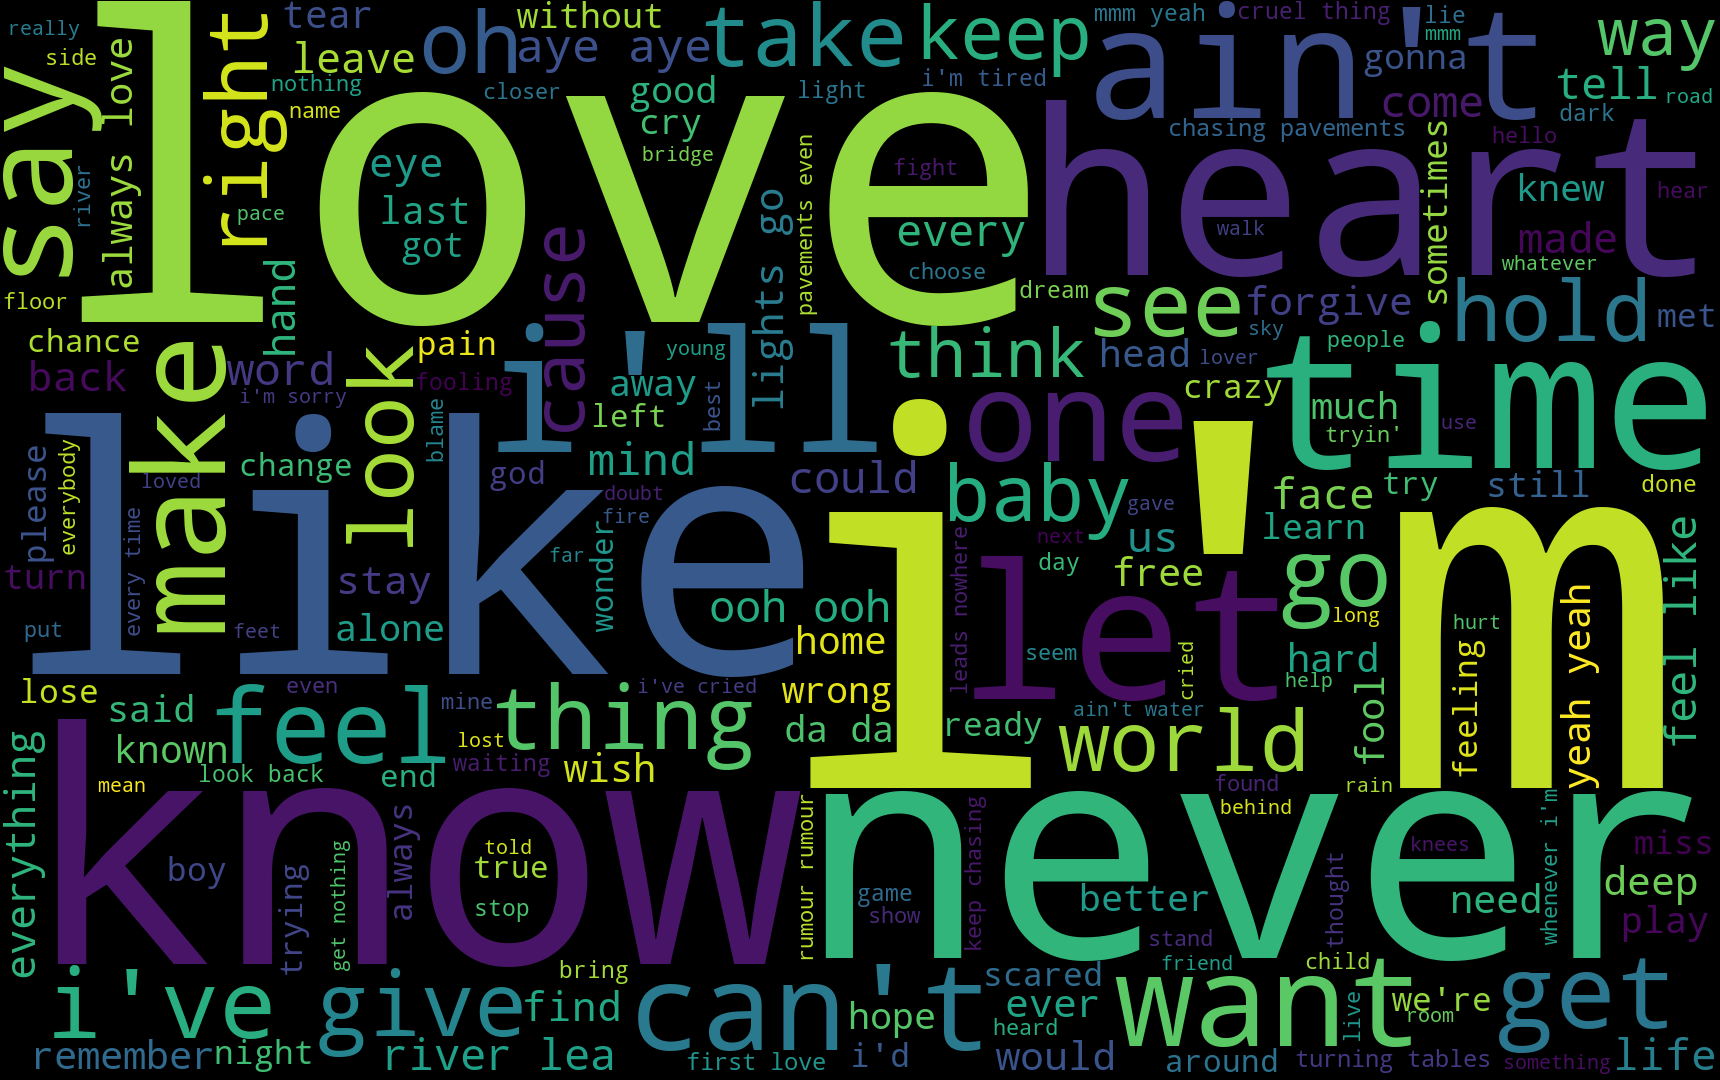 love
i'm
like
know
never
heart
time
ain't
i'll
let
say
right
make
look
take
keep
oh
aye aye
way
tell
road
dark
lie
mmm
mmm yeah
cruel thing
gonna
come
i'm tired
chasing pavements
hello
hear
knew
made
whatever
sometimes
without
tear
leave
nothing
name
really
side
always love
river
pace
floor
closer
good
cry
bridge
light
eye
last
got
fight
every
choose
walk
dream
pavements even
lights go
cause
hand
chance
back
word
i'm sorry
pain
fooling
young
away
left
best
blame
think
see
forgive
sky
head
lover
crazy
people
hold
met
one
much
tryin'
use
mind
could
god
doubt
fire
far
wonder
change
loved
please
everybody
every time
turn
put
feet
stay
alone
baby
gave
us
next
day
free
face
try
learn
still
done
go
long
hurt
feeling
yeah yeah
feel like
ooh ooh
home
leads nowhere
seem
cried
hard
help
fool
lose
even
i've cried
mine
wrong
said
known
feel
lost
thing
da da
ready
ain't water
world
look back
end
waiting
wish
mean
found
behind
rain
everything
boy
trying
get nothing
always
told
true
stop
rumour rumour
game
show
keep chasing
better
stand
thought
knees
need
whenever i'm
miss
deep
play
i've
give
bring
find
can't
hope
scared
ever
heard
friend
child
want
live
we're
room
get
remember
night
river lea
first love
i'd
would
around
turning tables
something
life